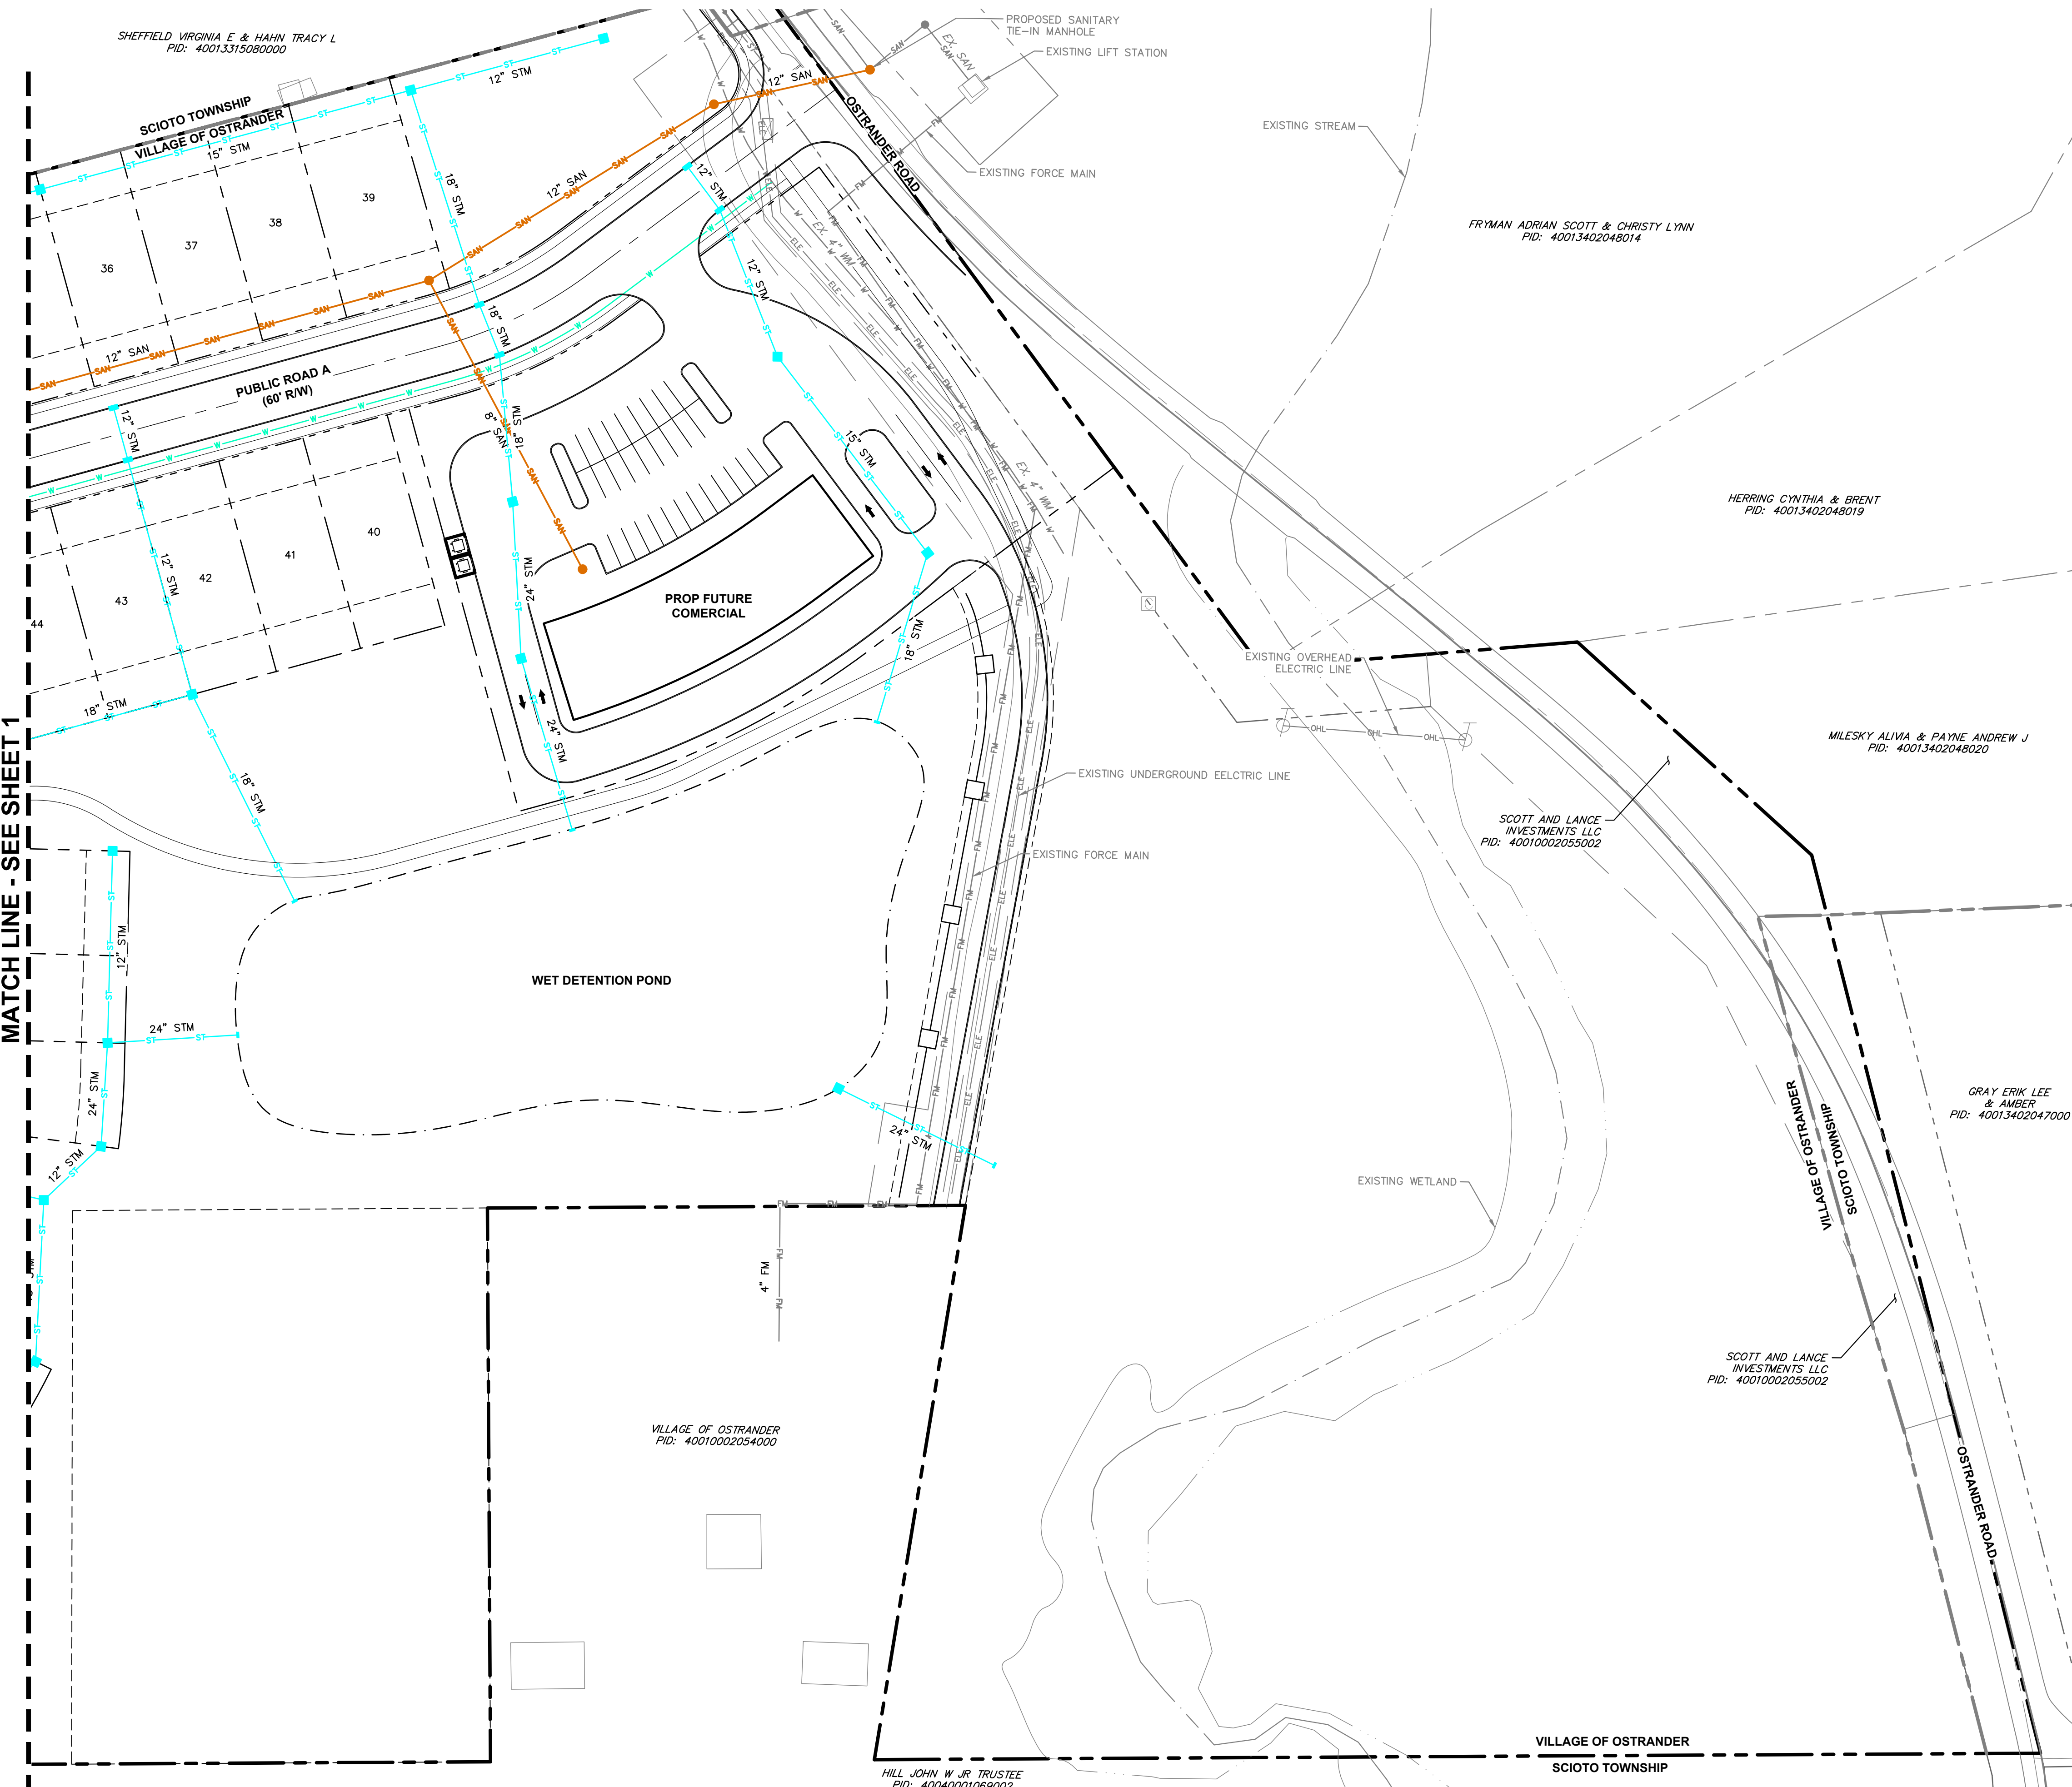 SHEFFIELD VIRGINIA E & HAHN TRACY L
PID: 40013315080000
PROPOSED SANITARY
TIE-IN MANHOLE
EXISTING LIFT STATION
EX. SAN
SAN
SAN
SAN
12" STM
12" SAN
SCIOTO TOWNSHIP
VILLAGE OF OSTRANDER
15" STM
OSTRANDER ROAD
EXISTING STREAM
EXISTING FORCE MAIN
FRYMAN ADRIAN SCOTT & CHRISTY LYNN
PID: 40013402048014
36
37
38
39
18" STM
12" SAN
12" STM
12" STM
EX. 4" WM
12" SAN
PUBLIC ROAD A
(60' R/W)
18" STM
8" SAN
18" STM
15" STM
EX. 4" WM
12" STM
12" STM
HERRING CYNTHIA & BRENT
PID: 40013402048019
44
43
42
41
40
24" STM
PROP FUTURE
COMERCIAL
18" STM
18" STM
24" STM
18" STM
EXISTING OVERHEAD
ELECTRIC LINE
OHL
OHL
OHL
MILESKY ALIVIA & PAYNE ANDREW J
PID: 40013402048020
MATCH LINE - SEE SHEET 1
EXISTING UNDERGROUND EELCTRIC LINE
SCOTT AND LANCE
INVESTMENTS LLC
PID: 40010002055002
EXISTING FORCE MAIN
12" STM
WET DETENTION POND
24" STM
24" STM
12" STM
24" STM
GRAY ERIK LEE
& AMBER
PID: 40013402047000
VILLAGE OF OSTRANDER
SCIOTO TOWNSHIP
EXISTING WETLAND
4" FM
SCOTT AND LANCE
INVESTMENTS LLC
PID: 40010002055002
VILLAGE OF OSTRANDER
PID: 40010002054000
OSTRANDER ROAD
VILLAGE OF OSTRANDER
SCIOTO TOWNSHIP
HILL JOHN W JR TRUSTEE
PID: 40040001069002